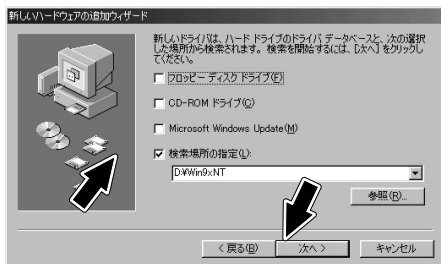 新しいハードウェアの追加ウィザード
新しいドライバは、ハード ドライブのドライバ データベースと、次の選択
した場所から検索されます。検索を開始するには、[次へ] をクリックし
てください。
フロッピー ディスク ドライブ(F)
CD-ROM ドライブ(C)
Microsoft Windows Update(M)
検索場所の指定(L):
D:¥Win9xNT
参照(R)...
< 戻る(B)
次へ >
キャンセル